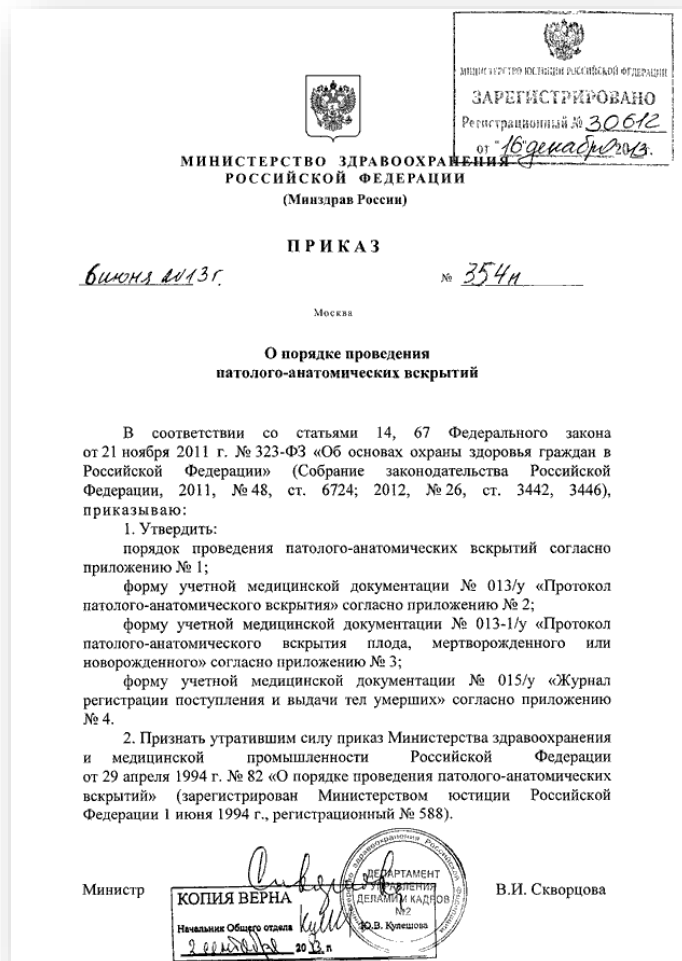 МИНИСТЕРСТВО ЮСТИЦИИ РОССИЙСКОЙ ФЕДЕРАЦИИ
ЗАРЕГИСТРИРОВАНО
Регистрационный № 30612
от "16" декабря 2013.
МИНИСТЕРСТВО ЗДРАВООХРАНЕНИЯ
РОССИЙСКОЙ ФЕДЕРАЦИИ
(Минздрав России)
ПРИКАЗ
6 июня 2013 г.
№ 354н
Москва
О порядке проведения
патолого-анатомических вскрытий
В соответствии со статьями 14, 67 Федерального закона
от 21 ноября 2011 г. № 323-ФЗ «Об основах охраны здоровья граждан в
Российской Федерации» (Собрание законодательства Российской
Федерации, 2011, № 48, ст. 6724; 2012, № 26, ст. 3442, 3446),
приказываю:
1. Утвердить:
порядок проведения патолого-анатомических вскрытий согласно
приложению № 1;
форму учетной медицинской документации № 013/у «Протокол
патолого-анатомического вскрытия» согласно приложению № 2;
форму учетной медицинской документации № 013-1/у «Протокол
патолого-анатомического вскрытия плода, мертворожденного или
новорожденного» согласно приложению № 3;
форму учетной медицинской документации № 015/у «Журнал
регистрации поступления и выдачи тел умерших» согласно приложению
№ 4.
2. Признать утратившим силу приказ Министерства здравоохранения
и медицинской промышленности Российской Федерации
от 29 апреля 1994 г. № 82 «О порядке проведения патолого-анатомических
вскрытий» (зарегистрирован Министерством юстиции Российской
Федерации 1 июня 1994 г., регистрационный № 588).
Министр
В.И. Скворцова
КОПИЯ ВЕРНА
Начальник Общего отдела
2 сентября 2013 г.
ДЕПАРТАМЕНТ
УПРАВЛЕНИЯ
ДЕЛАМИ И КАДРОВ
№2
Ю.В. Кулешова